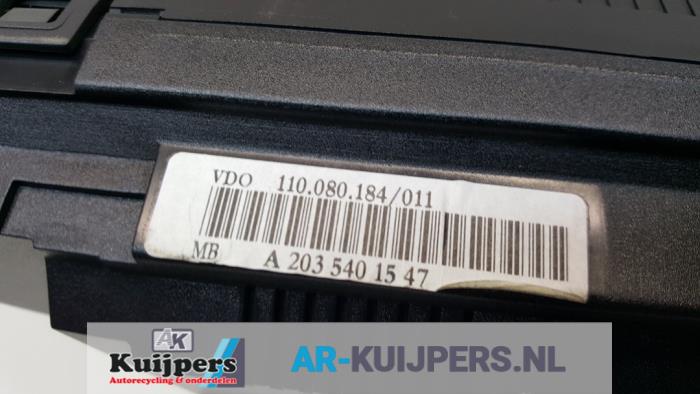 VDO 110.080.184/011
MB A 203 540 15 47
AK
Kuijpers
Autorecycling & onderdelen
AR-KUIJPERS.NL